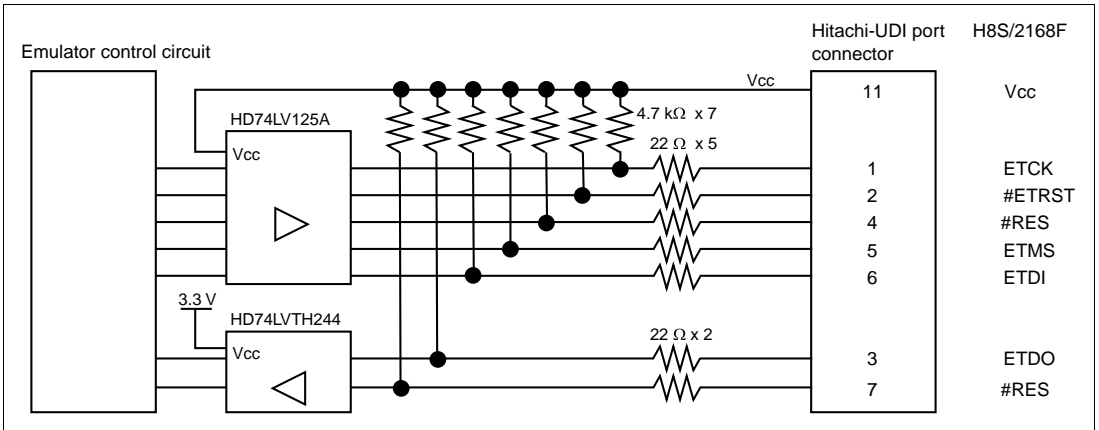 Hitachi-UDI port connector
H8S/2168F
Emulator control circuit
Vcc
11
Vcc
HD74LV125A
4.7 kΩ x 7
Vcc
22 Ω x 5
1
ETCK
2
#ETRST
4
#RES
5
ETMS
6
ETDI
3.3 V
HD74LVTH244
22 Ω x 2
Vcc
3
ETDO
7
#RES